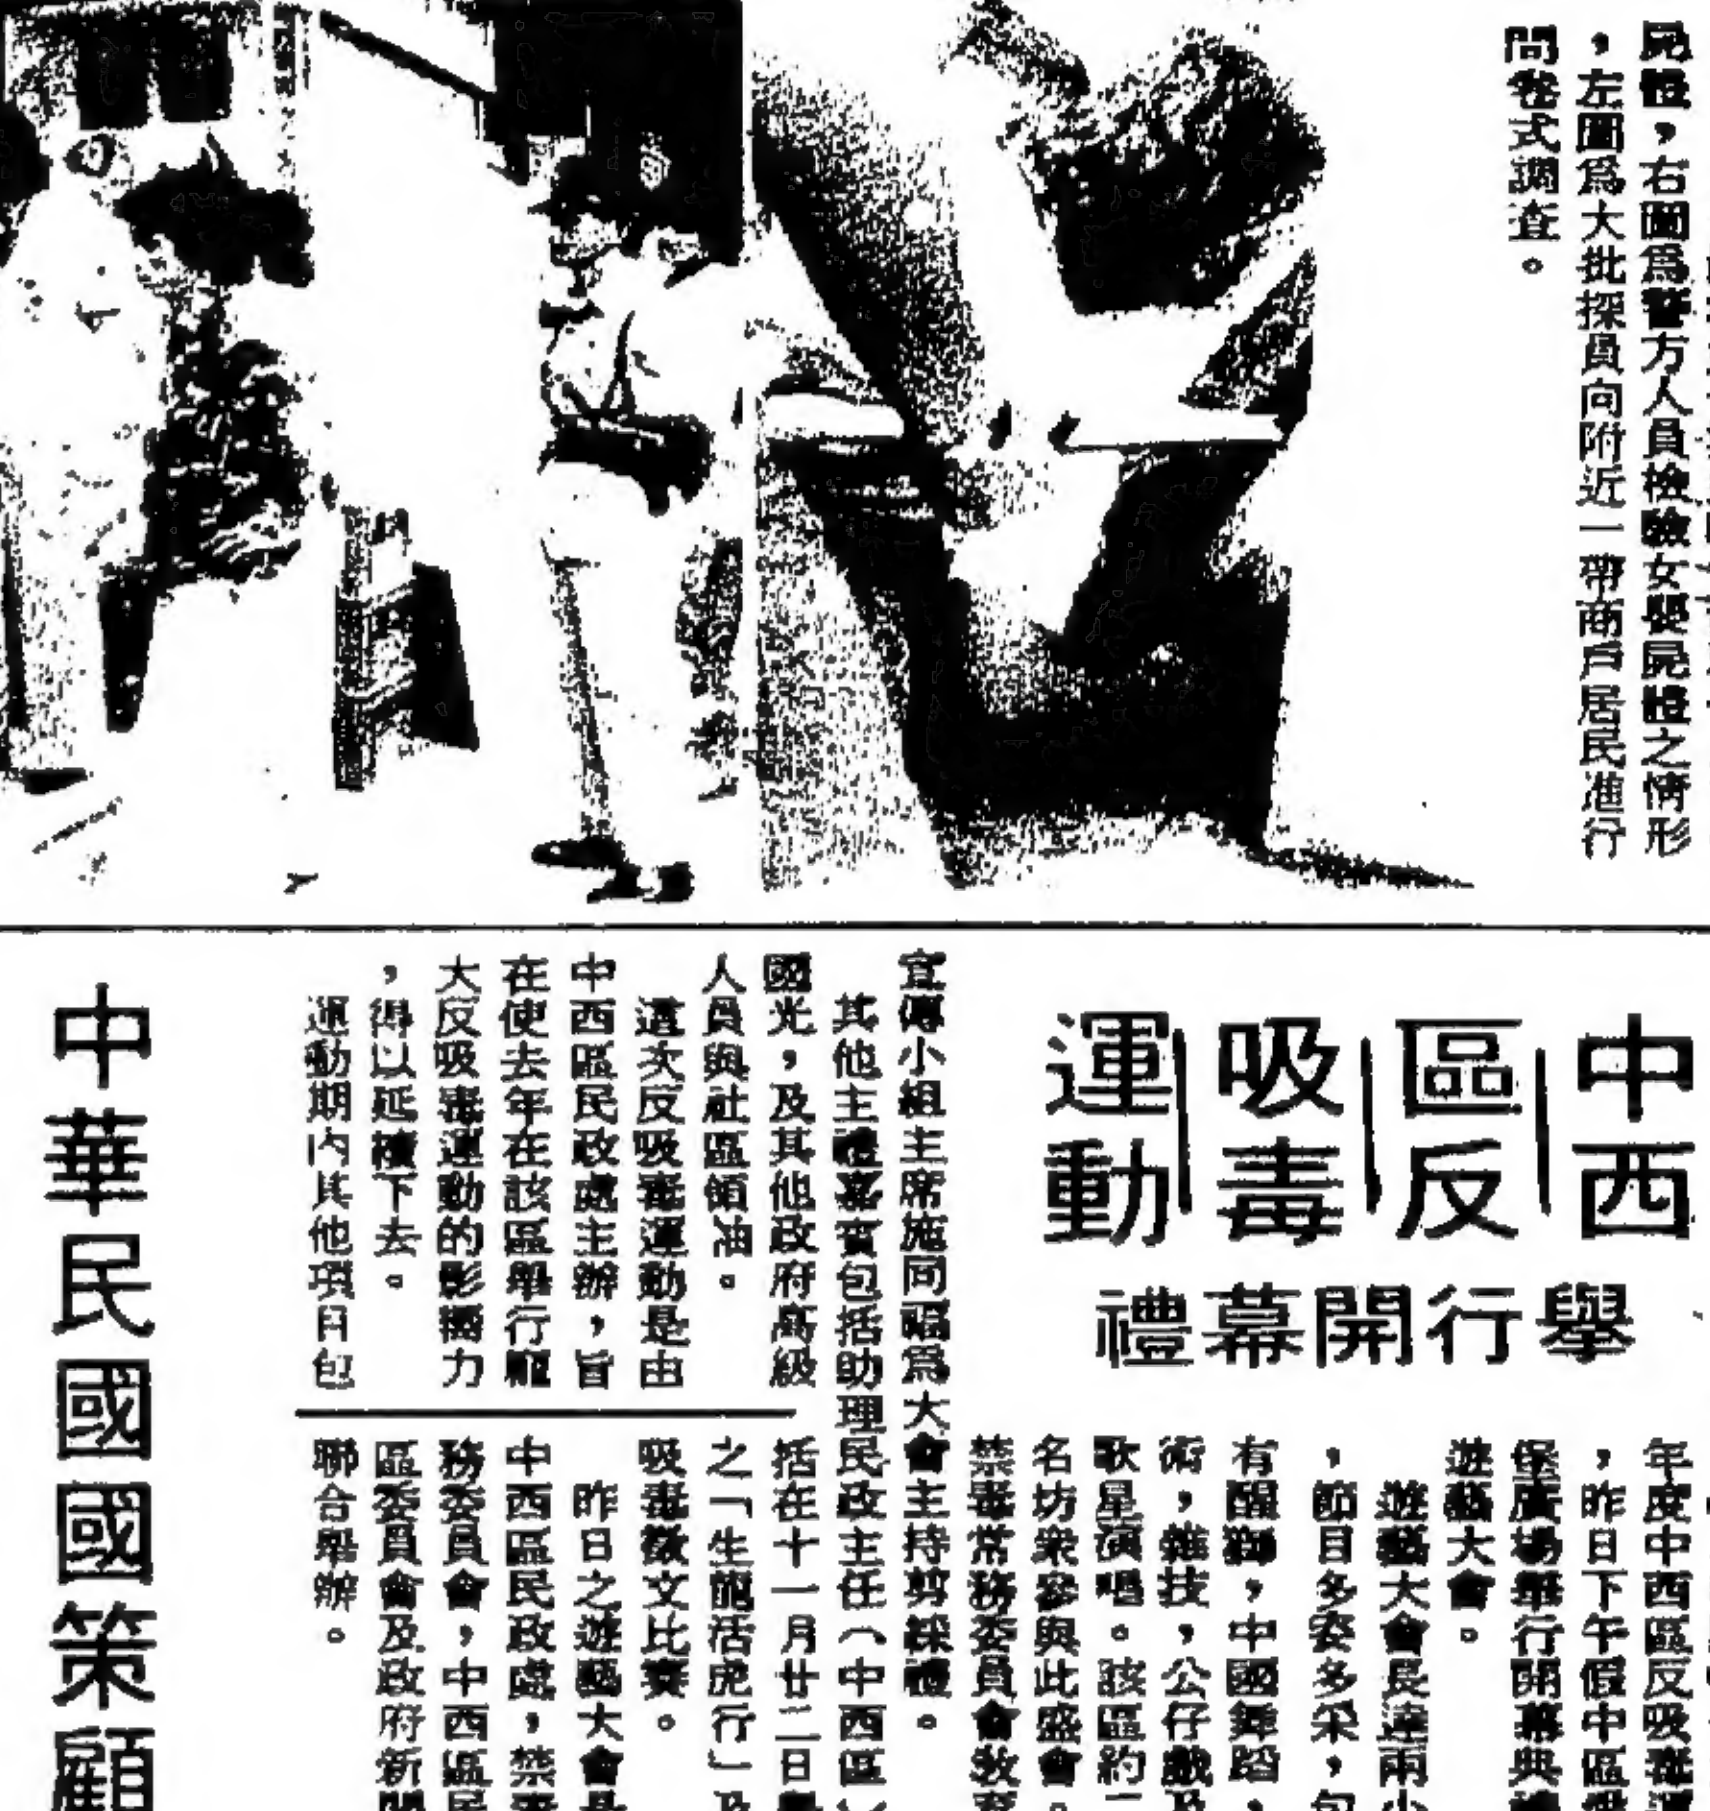 屍體，右圖爲警方人員檢驗女嬰屍體之情形
，左圖爲大批探員向附近一帶商戶居民進行
問卷式調查。
中西
區反
吸毒
運動
舉行開幕禮
年度中西區反吸毒運
，昨日下午假中區
堡廣場舉行開幕典禮
遊藝大會。
遊藝大會長達兩小
，節目多姿多采，包
有醒獅，中國舞蹈，
術，雜技，公仔戲及
歌星演唱。該區約
名坊衆參與此盛會。
禁毒常務委員會教育
宣傳小組主席施同福爲大會主持剪綵禮。
其他主禮嘉賓包括助理民政主任（中西區）
國光，及其他政府高級
人員與社區領油。
這次反吸毒運動是由
中西區民政處主辦，旨
在使去年在該區舉行龐
大反吸毒運動的影響力
，得以延續下去。
運動期內其他項目包
括在十一月廿二日舉
之「生龍活虎行」及
吸毒徵文比賽。
昨日之遊藝大會是
中西區民政處，禁毒
務委員會，中西區民
區委員會及政府新聞
聯合舉辦。
中華民國國策顧